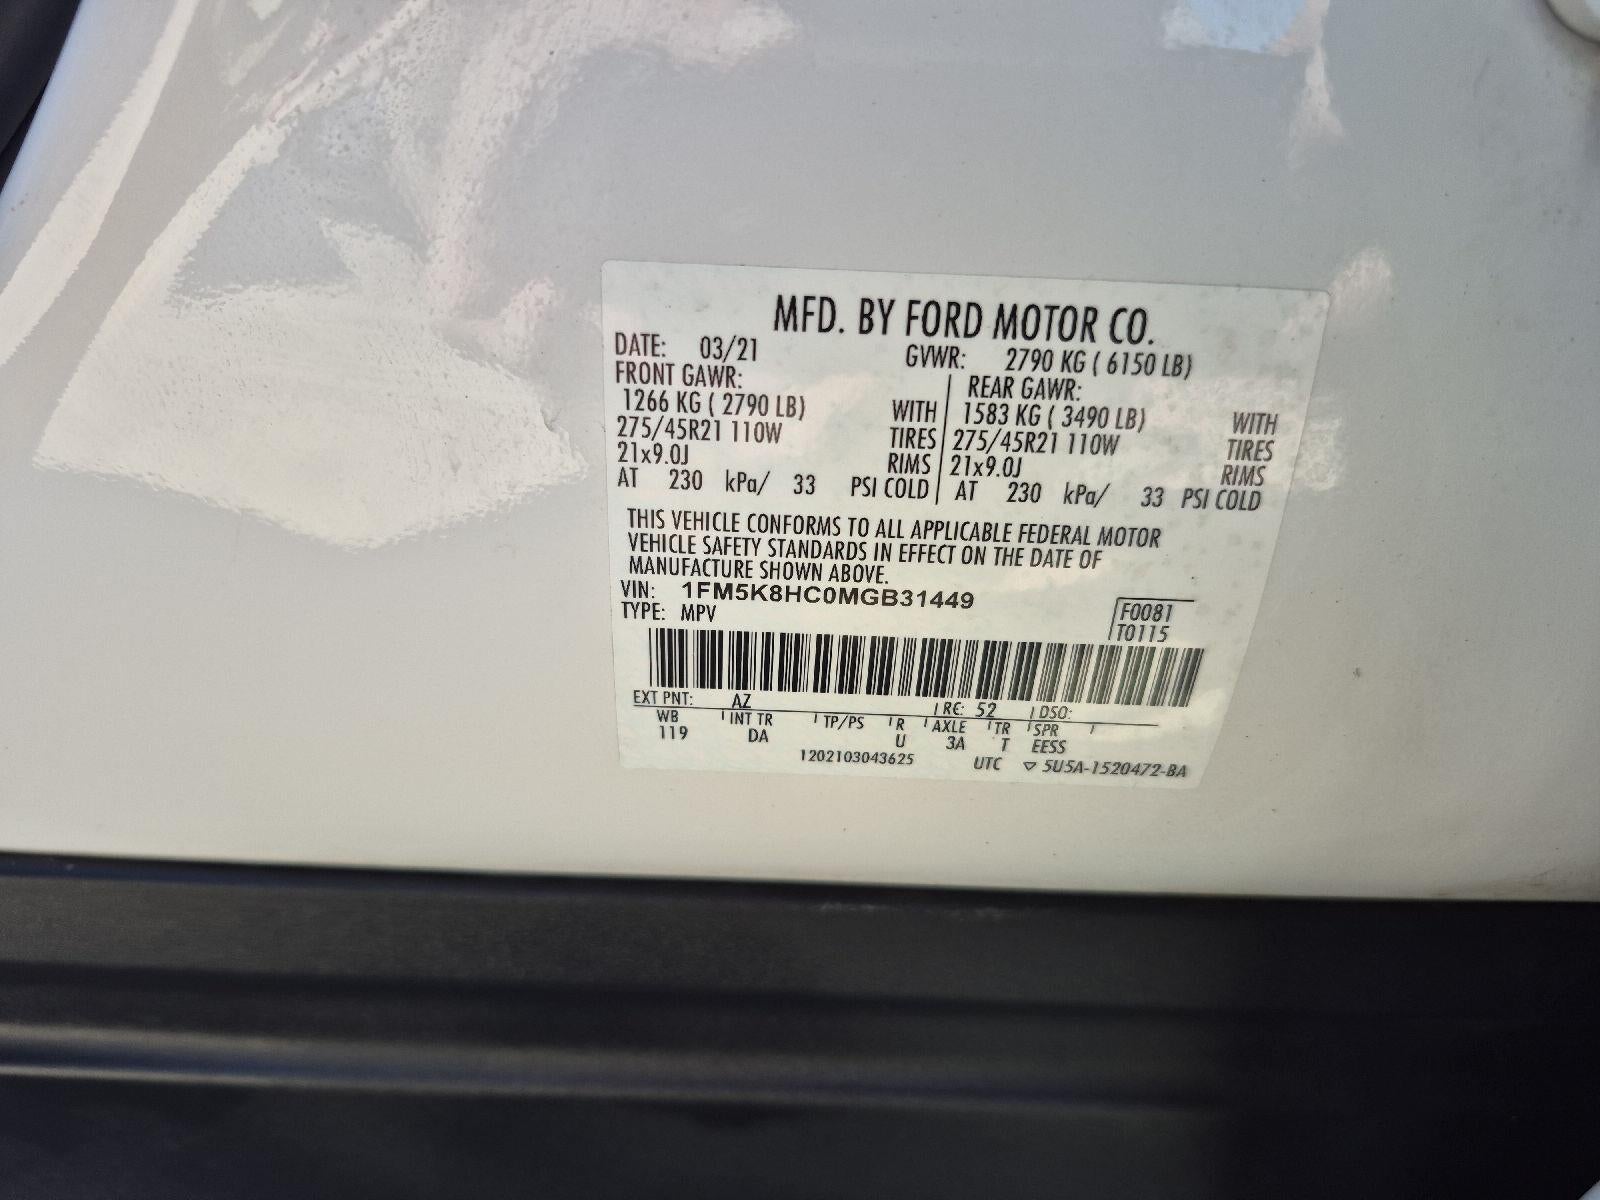 MFD. BY FORD MOTOR CO.
DATE: 03/21 GVWR: 2790 KG ( 6150 LB)
FRONT GAWR: REAR GAWR:
1266 KG ( 2790 LB) WITH 1583 KG ( 3490 LB) WITH
275/45R21 110W TIRES 275/45R21 110W TIRES
21x9.0J RIMS 21x9.0J RIMS
AT 230 kPa/ 33 PSI COLD AT 230 kPa/ 33 PSI COLD
THIS VEHICLE CONFORMS TO ALL APPLICABLE FEDERAL MOTOR
VEHICLE SAFETY STANDARDS IN EFFECT ON THE DATE OF
MANUFACTURE SHOWN ABOVE.
VIN: 1FM5K8HC0MGB31449
TYPE: MPV
F0081
T0115
EXT PNT: AZ RC: 52 DSO:
WB INT TR TP/PS R AXLE TR SPR
119 DA U 3A T EESS
1202103043625 UTC ▽ 5U5A-1520472-BA